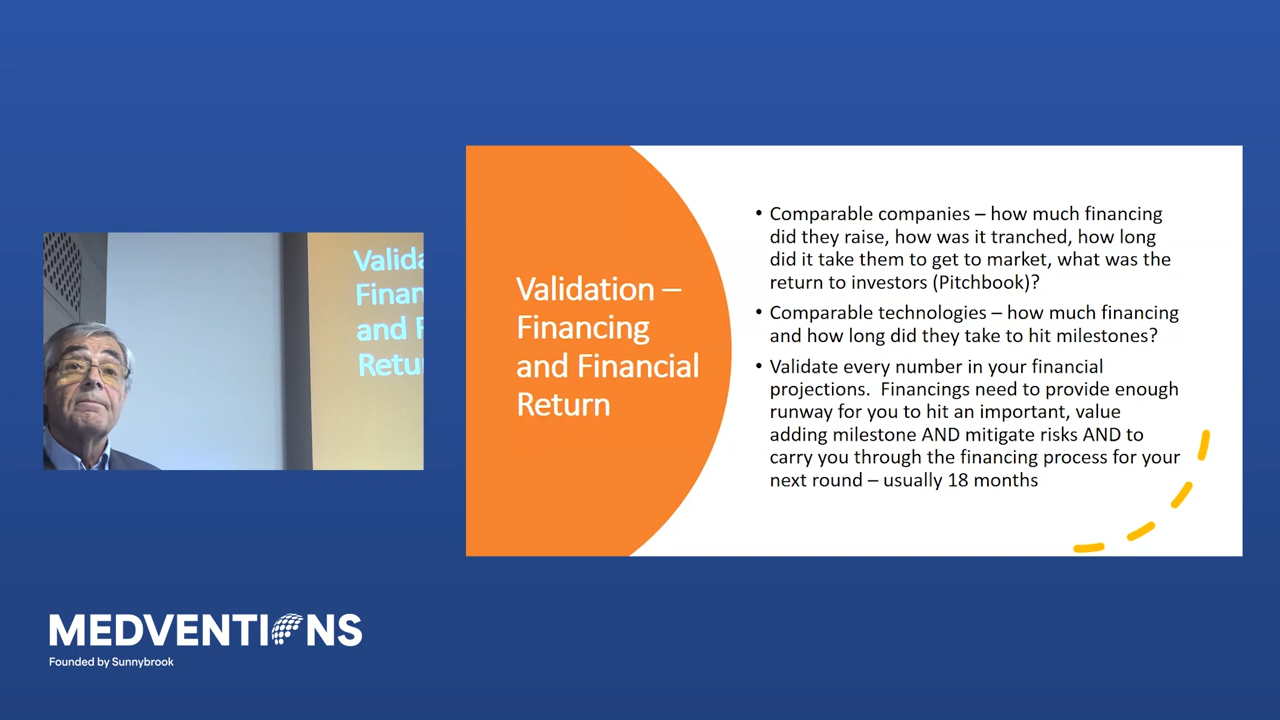 Valida
Finan
and F
Retu
Validation –
Financing
and Financial
Return
• Comparable companies – how much financing
did they raise, how was it tranched, how long
did it take them to get to market, what was the
return to investors (Pitchbook)?
• Comparable technologies – how much financing
and how long did they take to hit milestones?
• Validate every number in your financial
projections.  Financings need to provide enough
runway for you to hit an important, value
adding milestone AND mitigate risks AND to
carry you through the financing process for your
next round – usually 18 months
MEDVENTIONS
Founded by Sunnybrook